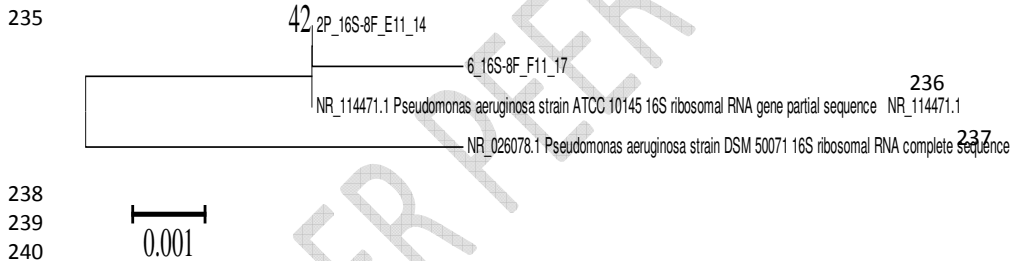 235
42 2P_16S-8F_E11_14
6_16S-8F_F11_17
236
NR_114471.1 Pseudomonas aeruginosa strain ATCC 10145 16S ribosomal RNA gene partial sequence NR_114471.1
237
NR_026078.1 Pseudomonas aeruginosa strain DSM 50071 16S ribosomal RNA complete sequence
238
239
0.001
240
ER PEER